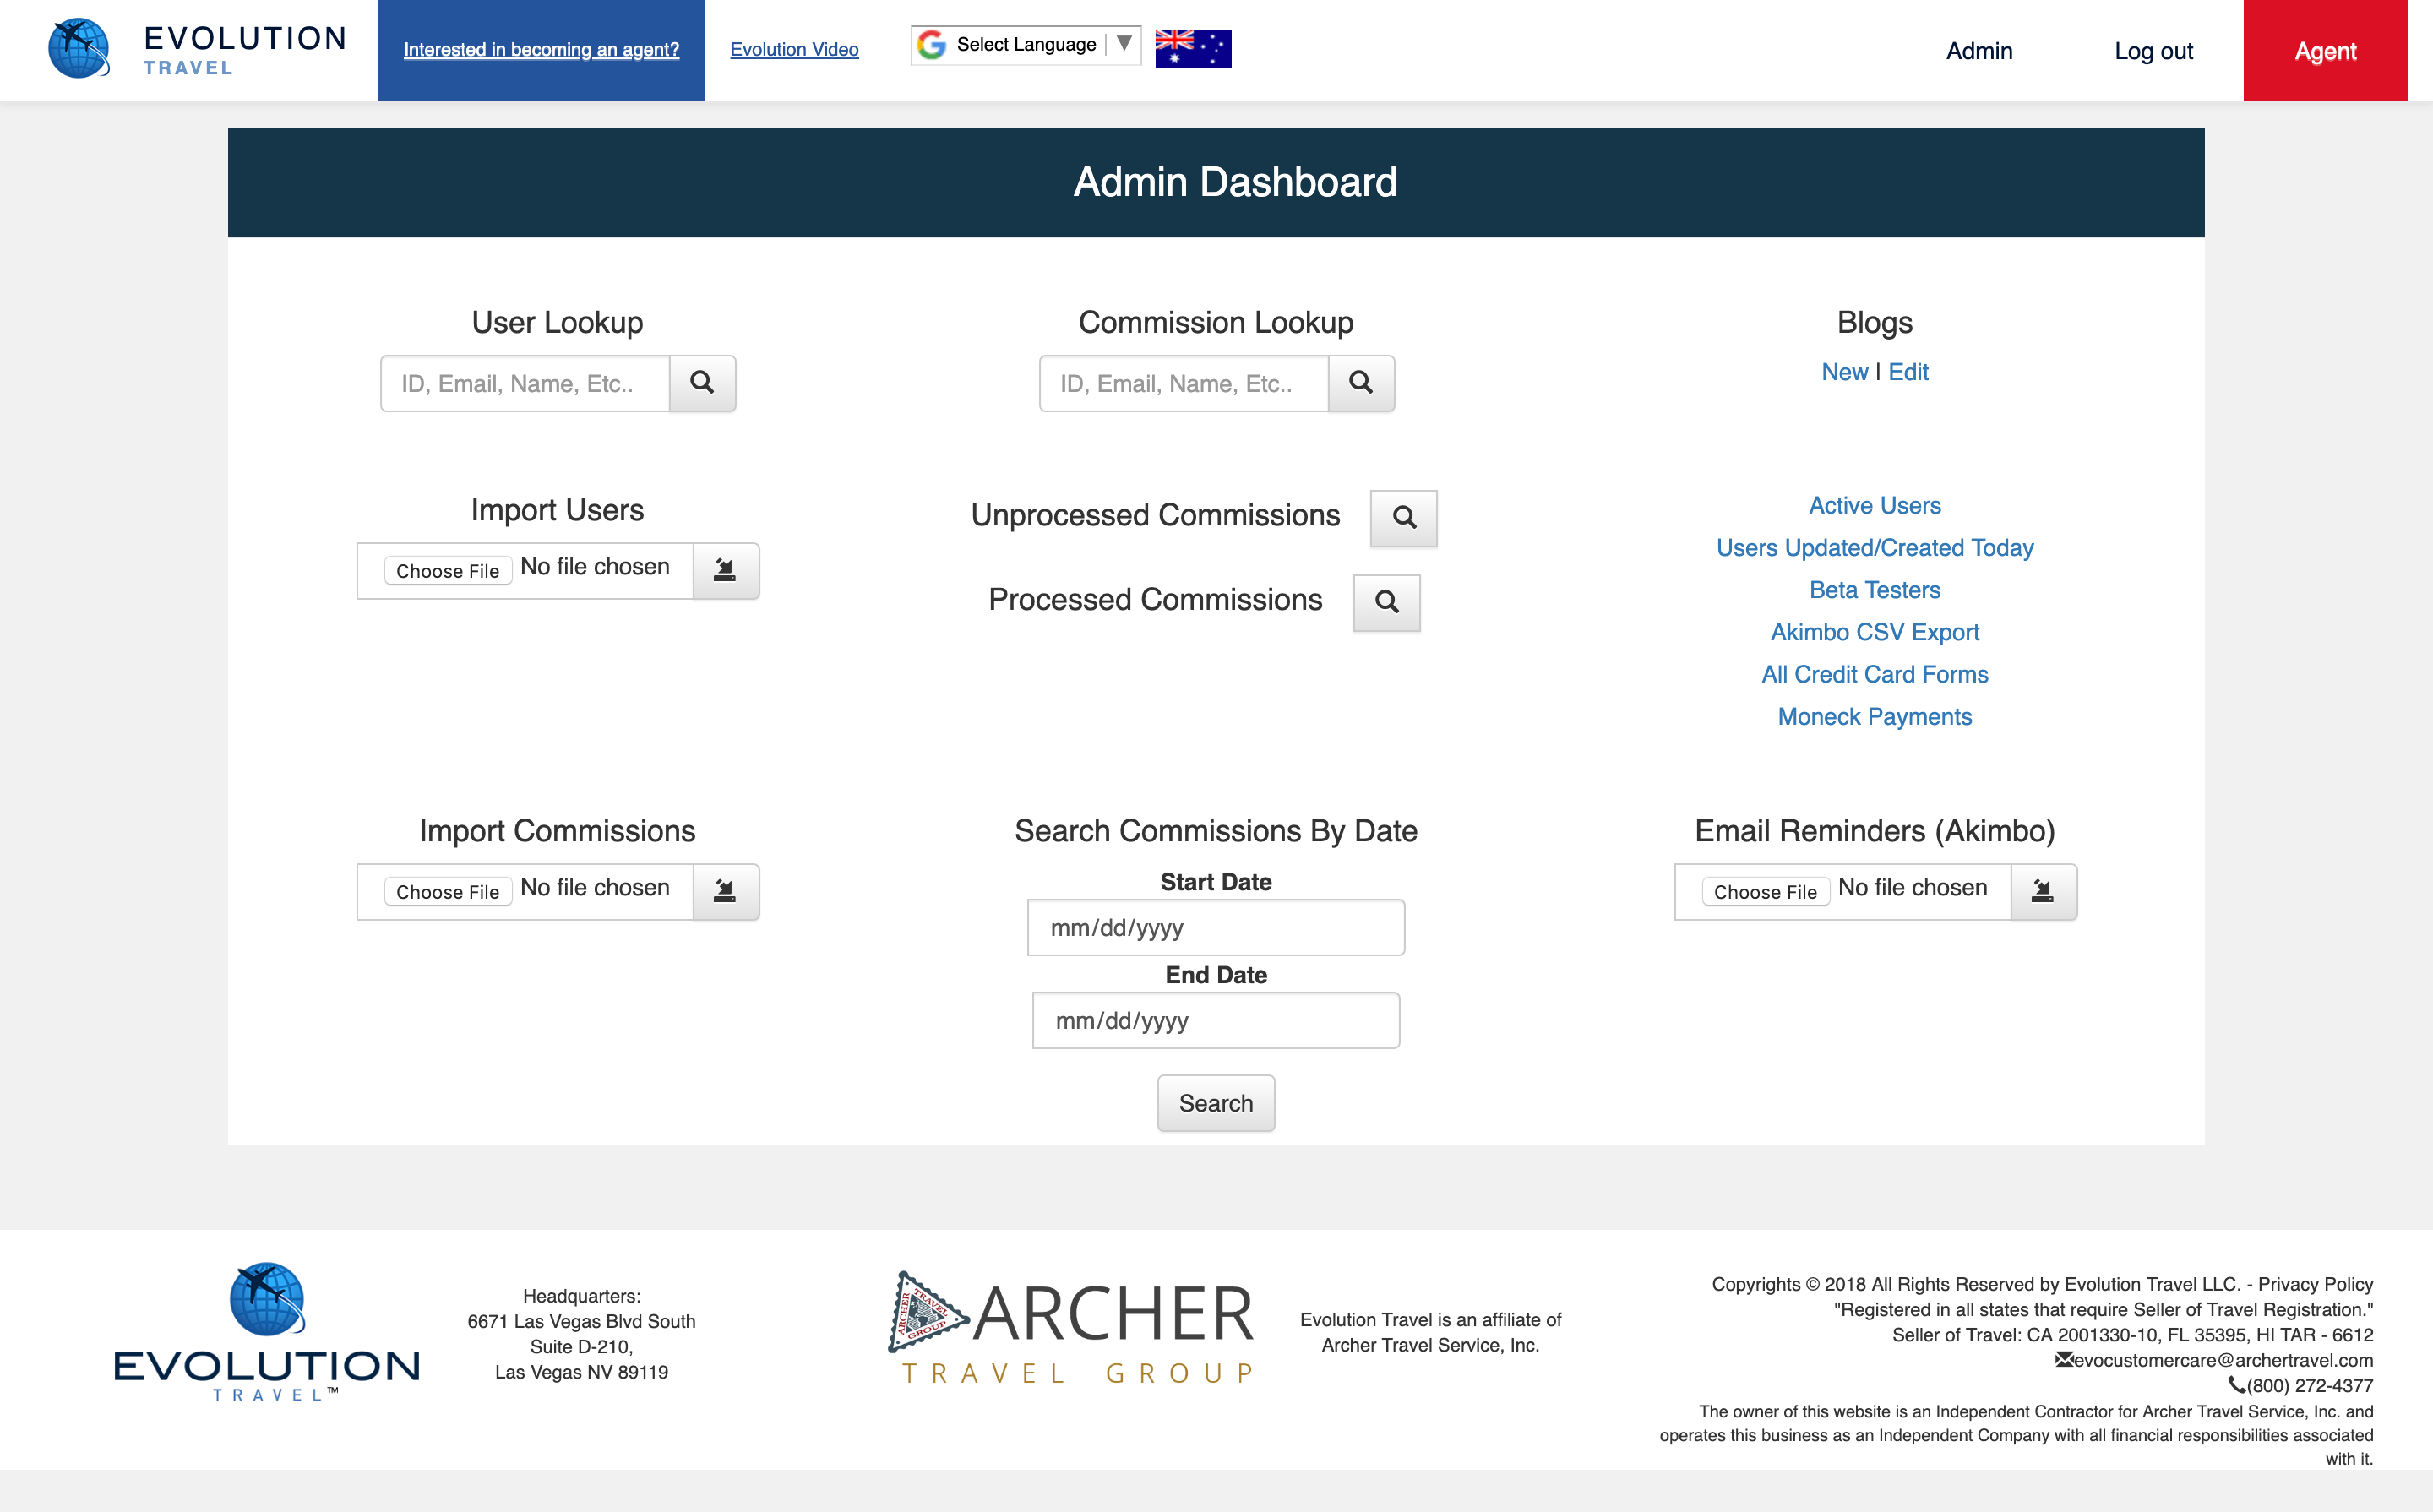 EVOLUTION
TRAVEL
Interested in becoming an agent?
Evolution Video
Select Language
Admin
Log out
Agent
Admin Dashboard
User Lookup
ID, Email, Name, Etc..
Commission Lookup
ID, Email, Name, Etc..
Blogs
New | Edit
Import Users
Choose File No file chosen
Unprocessed Commissions
Processed Commissions
Active Users
Users Updated/Created Today
Beta Testers
Akimbo CSV Export
All Credit Card Forms
Moneck Payments
Import Commissions
Choose File No file chosen
Search Commissions By Date
Start Date
mm/dd/yyyy
End Date
mm/dd/yyyy
Search
Email Reminders (Akimbo)
Choose File No file chosen
EVOLUTION
TRAVEL™
Headquarters:
6671 Las Vegas Blvd South
Suite D-210,
Las Vegas NV 89119
ARCHER TRAVEL GROUP
ARCHER
TRAVEL GROUP
Evolution Travel is an affiliate of
Archer Travel Service, Inc.
Copyrights © 2018 All Rights Reserved by Evolution Travel LLC. - Privacy Policy
"Registered in all states that require Seller of Travel Registration."
Seller of Travel: CA 2001330-10, FL 35395, HI TAR - 6612
evocustomercare@archertravel.com
(800) 272-4377
The owner of this website is an Independent Contractor for Archer Travel Service, Inc. and
operates this business as an Independent Company with all financial responsibilities associated
with it.